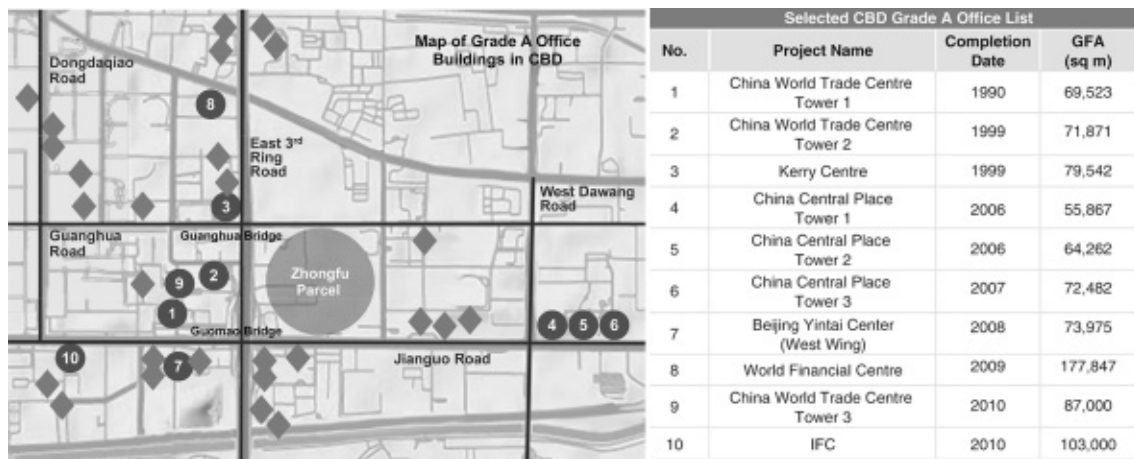 Map of Grade A Office
Buildings in CBD
Dongdaqiao
Road
8
East 3rd
Ring
Road
3
West Dawang
Road
Guanghua
Road
Guanghua Bridge
Zhongfu
Parcel
9
2
1
4
5
6
Guomao Bridge
10
7
Jianguo Road
Selected CBD Grade A Office List
No. Project Name Completion Date GFA (sq m)
1 China World Trade Centre Tower 1 1990 69,523
2 China World Trade Centre Tower 2 1999 71,871
3 Kerry Centre 1999 79,542
4 China Central Place Tower 1 2006 55,867
5 China Central Place Tower 2 2006 64,262
6 China Central Place Tower 3 2007 72,482
7 Beijing Yintai Center (West Wing) 2008 73,975
8 World Financial Centre 2009 177,847
9 China World Trade Centre Tower 3 2010 87,000
10 IFC 2010 103,000